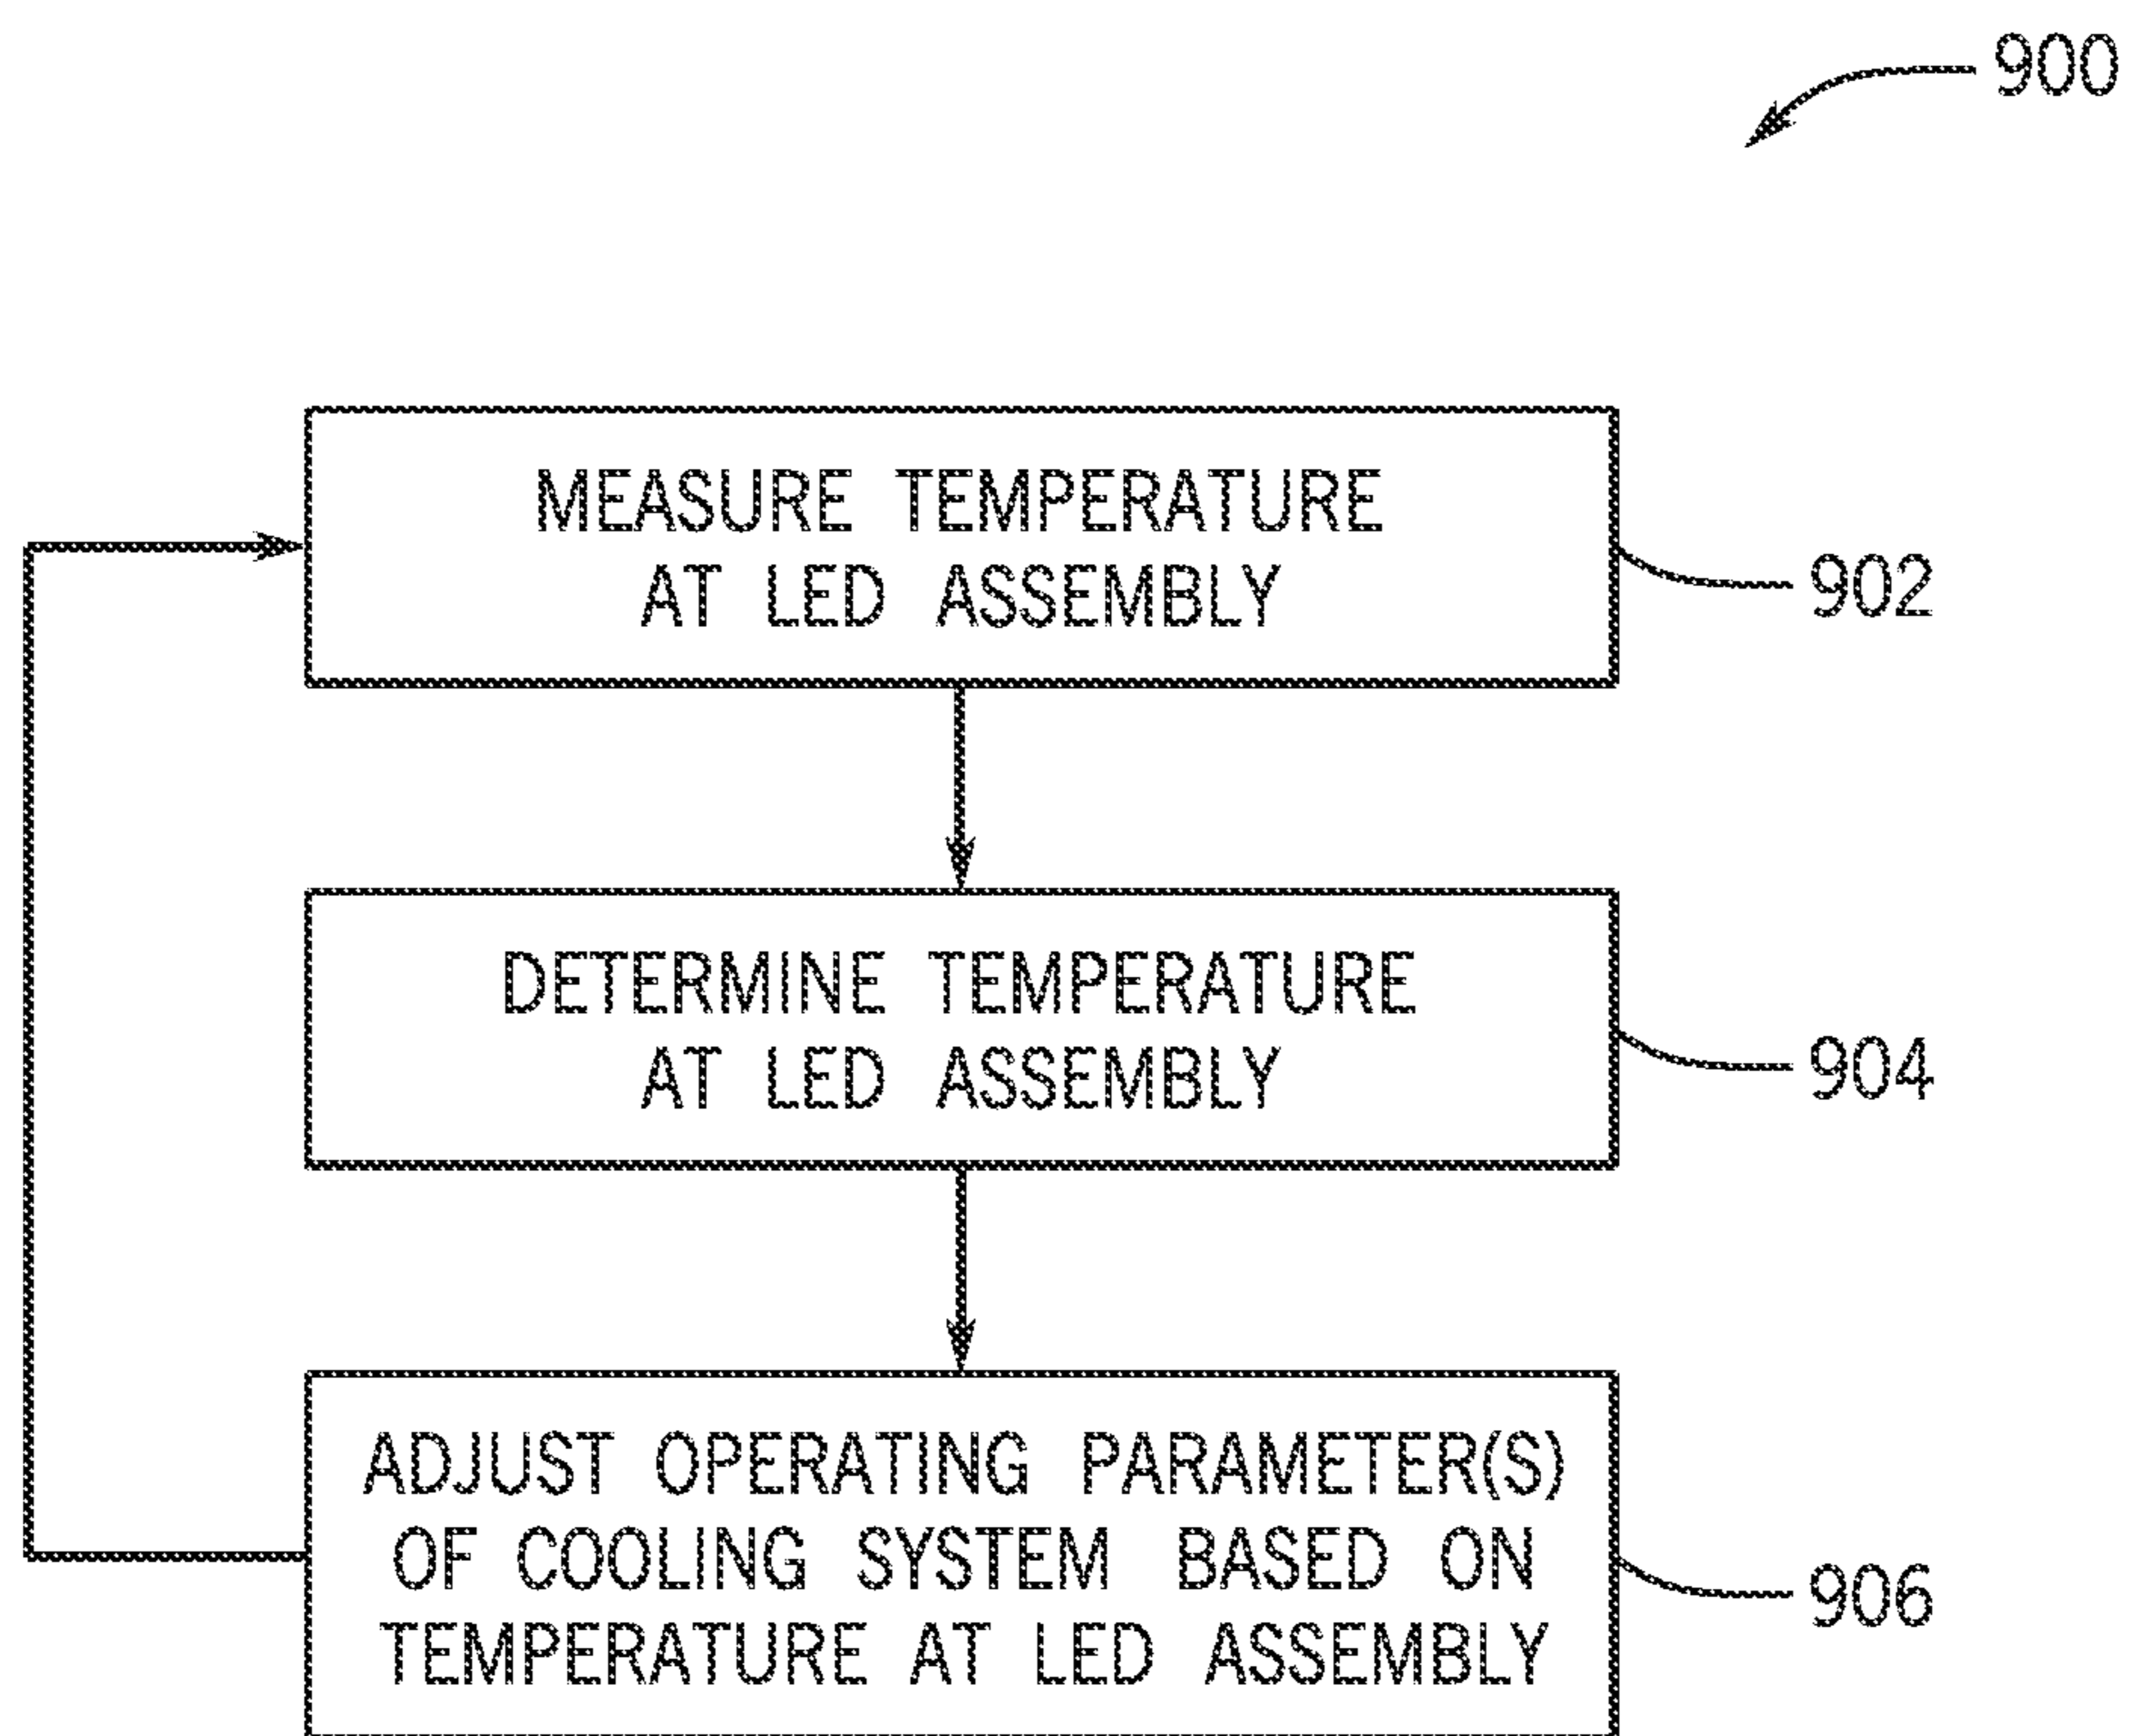 900
MEASURE TEMPERATURE
AT LED ASSEMBLY
902
DETERMINE TEMPERATURE
AT LED ASSEMBLY
904
ADJUST OPERATING PARAMETER(S)
OF COOLING SYSTEM BASED ON
TEMPERATURE AT LED ASSEMBLY
906